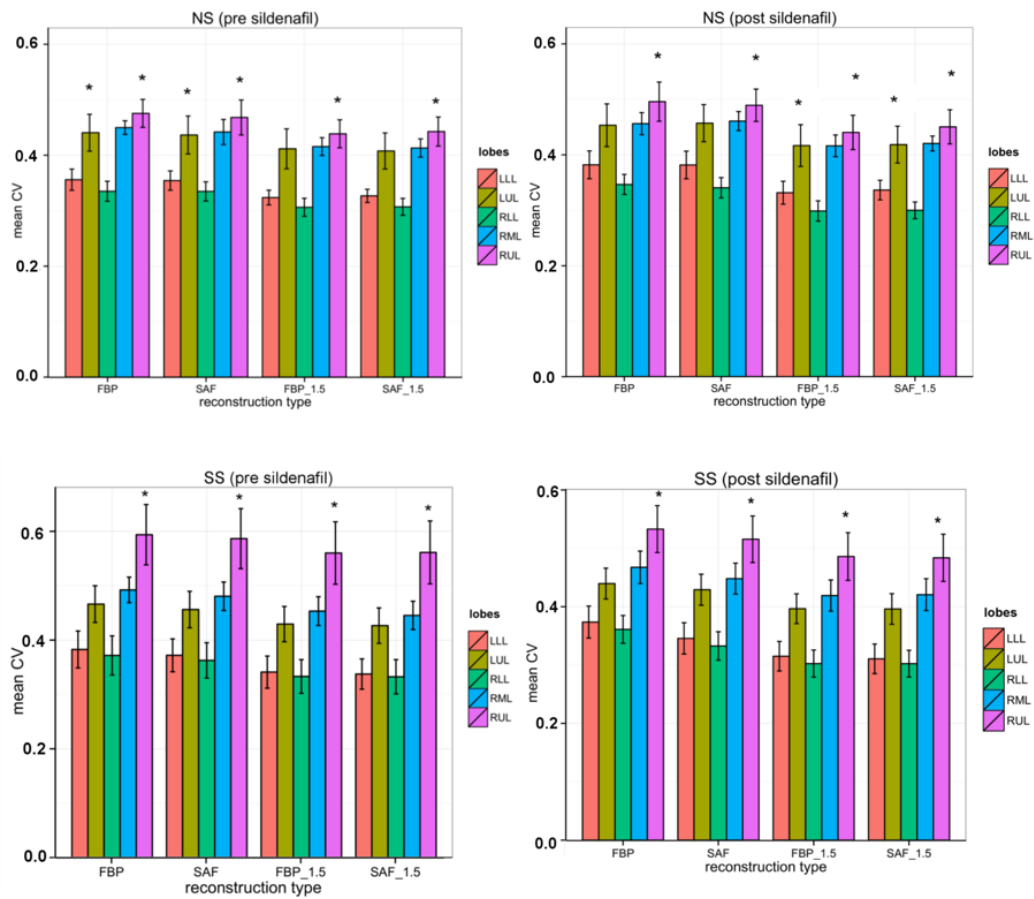 NS (pre sildenafil)
0.6
0.4
0.2
0.0
mean CV
* * * * * *
FBP SAF FBP_1.5 SAF_1.5
reconstruction type
lobes
LLL
LUL
RLL
RML
RUL
NS (post sildenafil)
0.6
0.4
0.2
0.0
mean CV
* * * * * *
FBP SAF FBP_1.5 SAF_1.5
reconstruction type
lobes
LLL
LUL
RLL
RML
RUL
SS (pre sildenafil)
0.6
0.4
0.2
0.0
mean CV
* * * *
FBP SAF FBP_1.5 SAF_1.5
reconstruction type
lobes
LLL
LUL
RLL
RML
RUL
SS (post sildenafil)
0.6
0.4
0.2
0.0
mean CV
* * * *
FBP SAF FBP_1.5 SAF_1.5
reconstruction type
lobes
LLL
LUL
RLL
RML
RUL